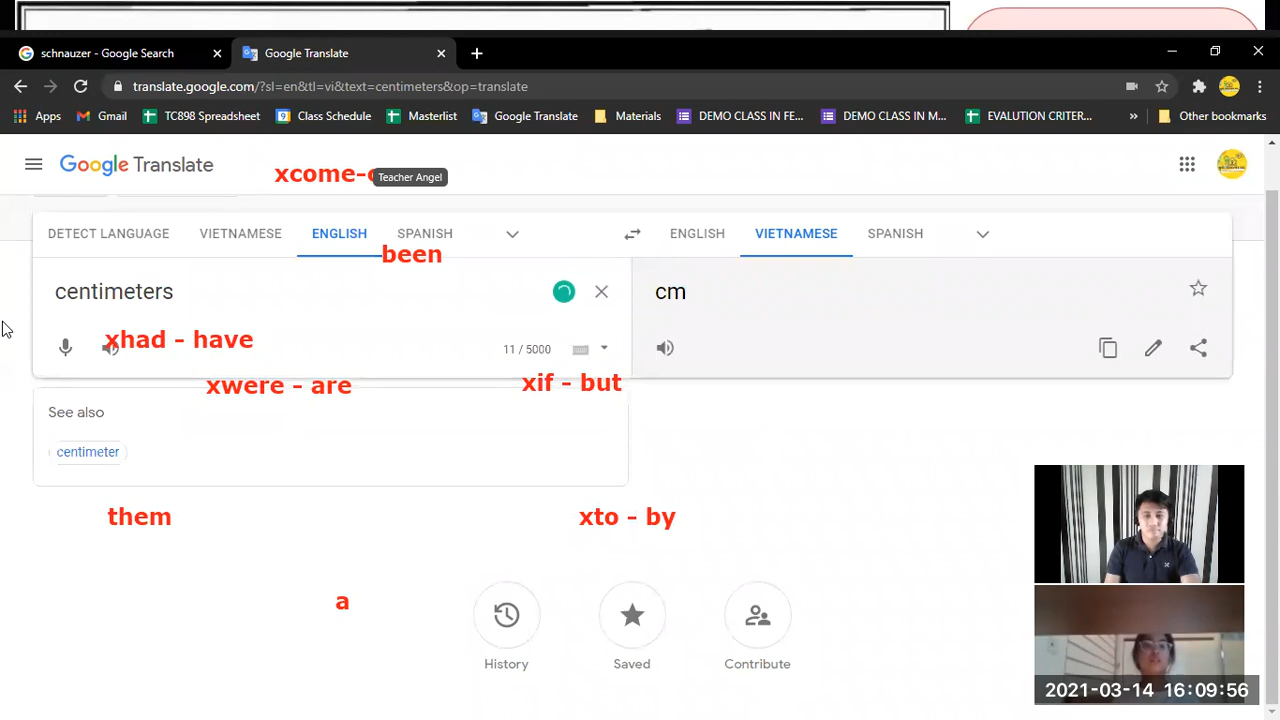 schnauzer - Google Search
Google Translate
translate.google.com/?sl=en&tl=vi&text=centimeters&op=translate
Apps
Gmail
TC898 Spreadsheet
Class Schedule
Masterlist
Google Translate
Materials
DEMO CLASS IN FE...
DEMO CLASS IN M...
EVALUTION CRITER...
»
Other bookmarks
Google Translate
xcome-
Teacher Angel
DETECT LANGUAGE
VIETNAMESE
ENGLISH
SPANISH
ENGLISH
VIETNAMESE
SPANISH
been
centimeters
cm
xhad - have
11 / 5000
xwere - are
xif - but
See also
centimeter
them
xto - by
a
History
Saved
Contribute
2021-03-14 16:09:56